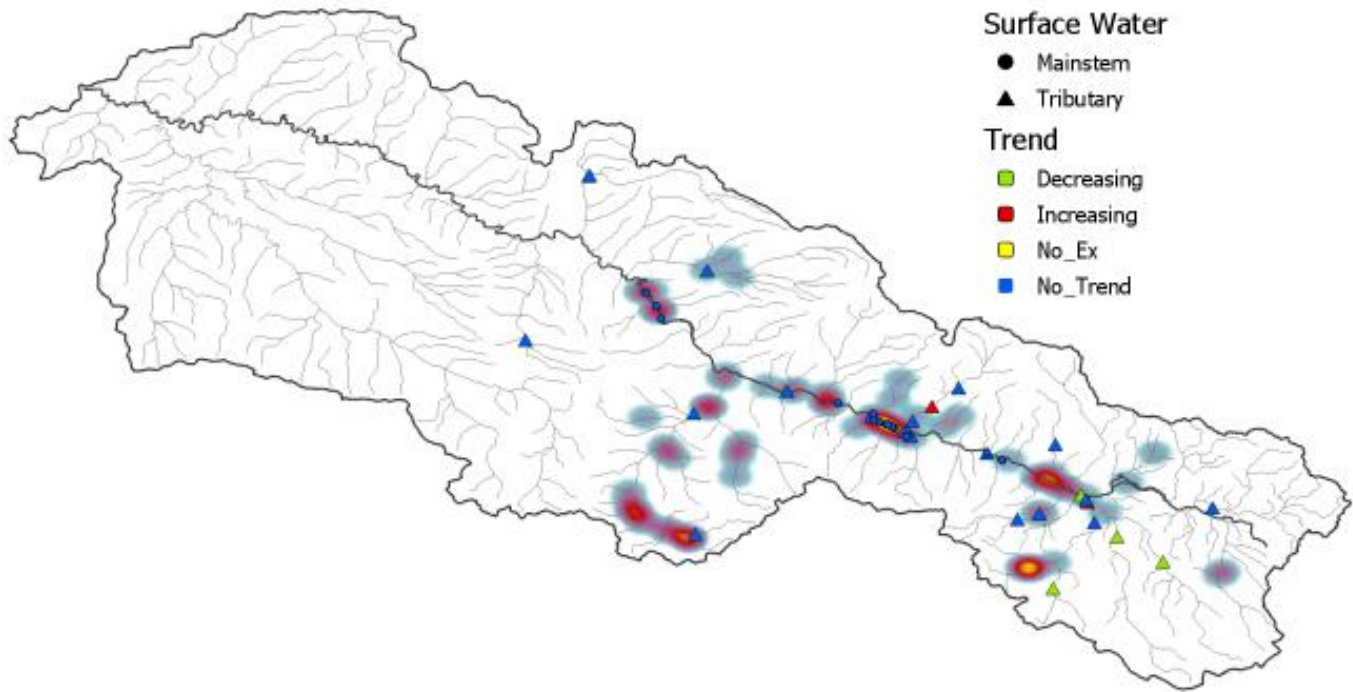 Surface Water
Mainstem
Tributary
Trend
Decreasing
Increasing
No_Ex
No_Trend